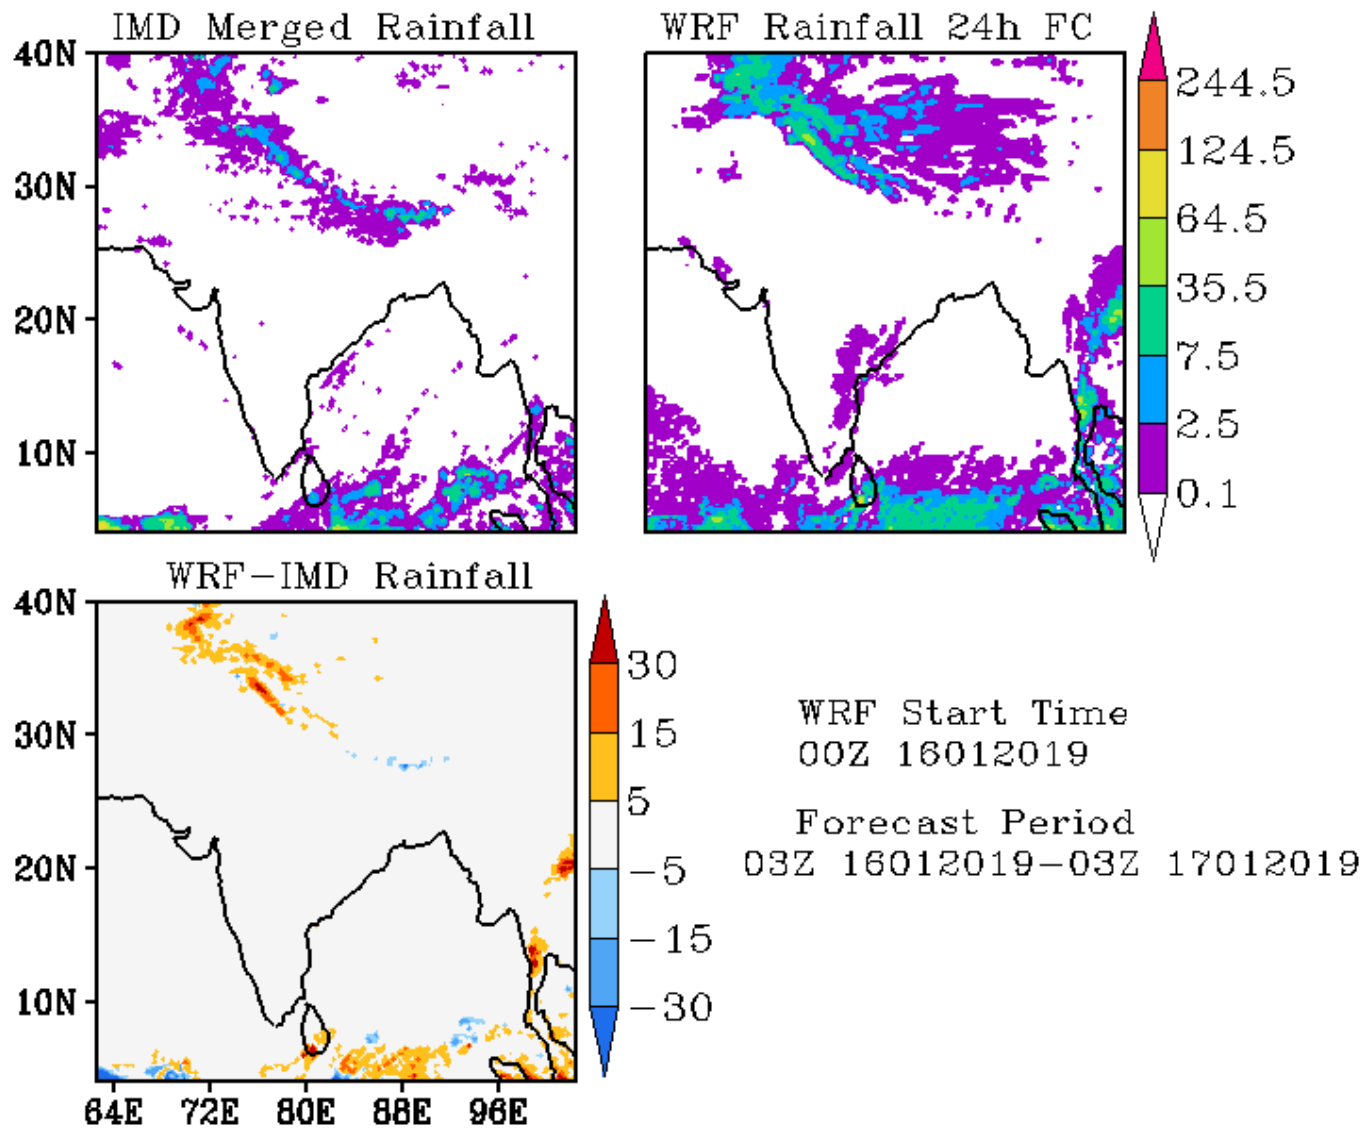 IMD Merged Rainfall
WRF Rainfall 24h FC
40N
30N
20N
10N
244.5
124.5
64.5
35.5
7.5
2.5
0.1
WRF-IMD Rainfall
40N
30N
20N
10N
64E 72E 80E 88E 96E
30
15
5
-5
-15
-30
WRF Start Time
00Z 16012019
Forecast Period
03Z 16012019-03Z 17012019